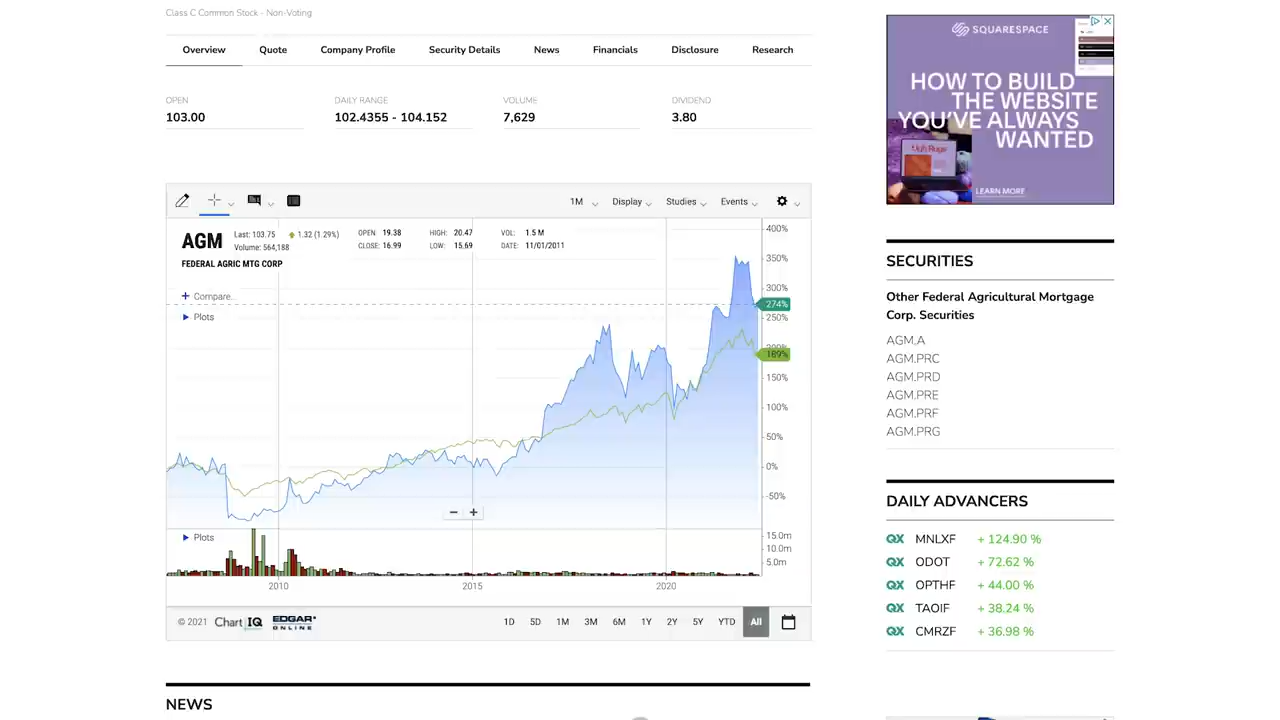 Class C Common Stock - Non-Voting
Overview Quote Company Profile Security Details News Financials Disclosure Research
OPEN DAILY RANGE VOLUME DIVIDEND
103.00 102.4355 - 104.152 7,629 3.80
1M Display Studies Events
AGM Last: 103.75 1.32 (1.29%) OPEN 19.38 HIGH: 20.47 VOL: 1.5 M
Volume: 564,188 CLOSE: 16.99 LOW: 15.69 DATE: 11/01/2011
FEDERAL AGRIC MTG CORP
+ Compare..
Plots
400%
350%
300%
274%
250%
200%
189%
150%
100%
50%
0%
-50%
Plots
15.0m
10.0m
5.0m
2010 2015 2020
© 2021 ChartIQ EDGAR ONLINE 1D 5D 1M 3M 6M 1Y 2Y 5Y YTD All
NEWS
SQUARESPACE
HOW TO BUILD
THE WEBSITE
YOU'VE ALWAYS
WANTED
LEARN MORE
SECURITIES
Other Federal Agricultural Mortgage
Corp. Securities
AGM.A
AGM.PRC
AGM.PRD
AGM.PRE
AGM.PRF
AGM.PRG
DAILY ADVANCERS
QX MNLXF + 124.90 %
QX ODOT + 72.62 %
QX OPTHF + 44.00 %
QX TAOIF + 38.24 %
QX CMRZF + 36.98 %